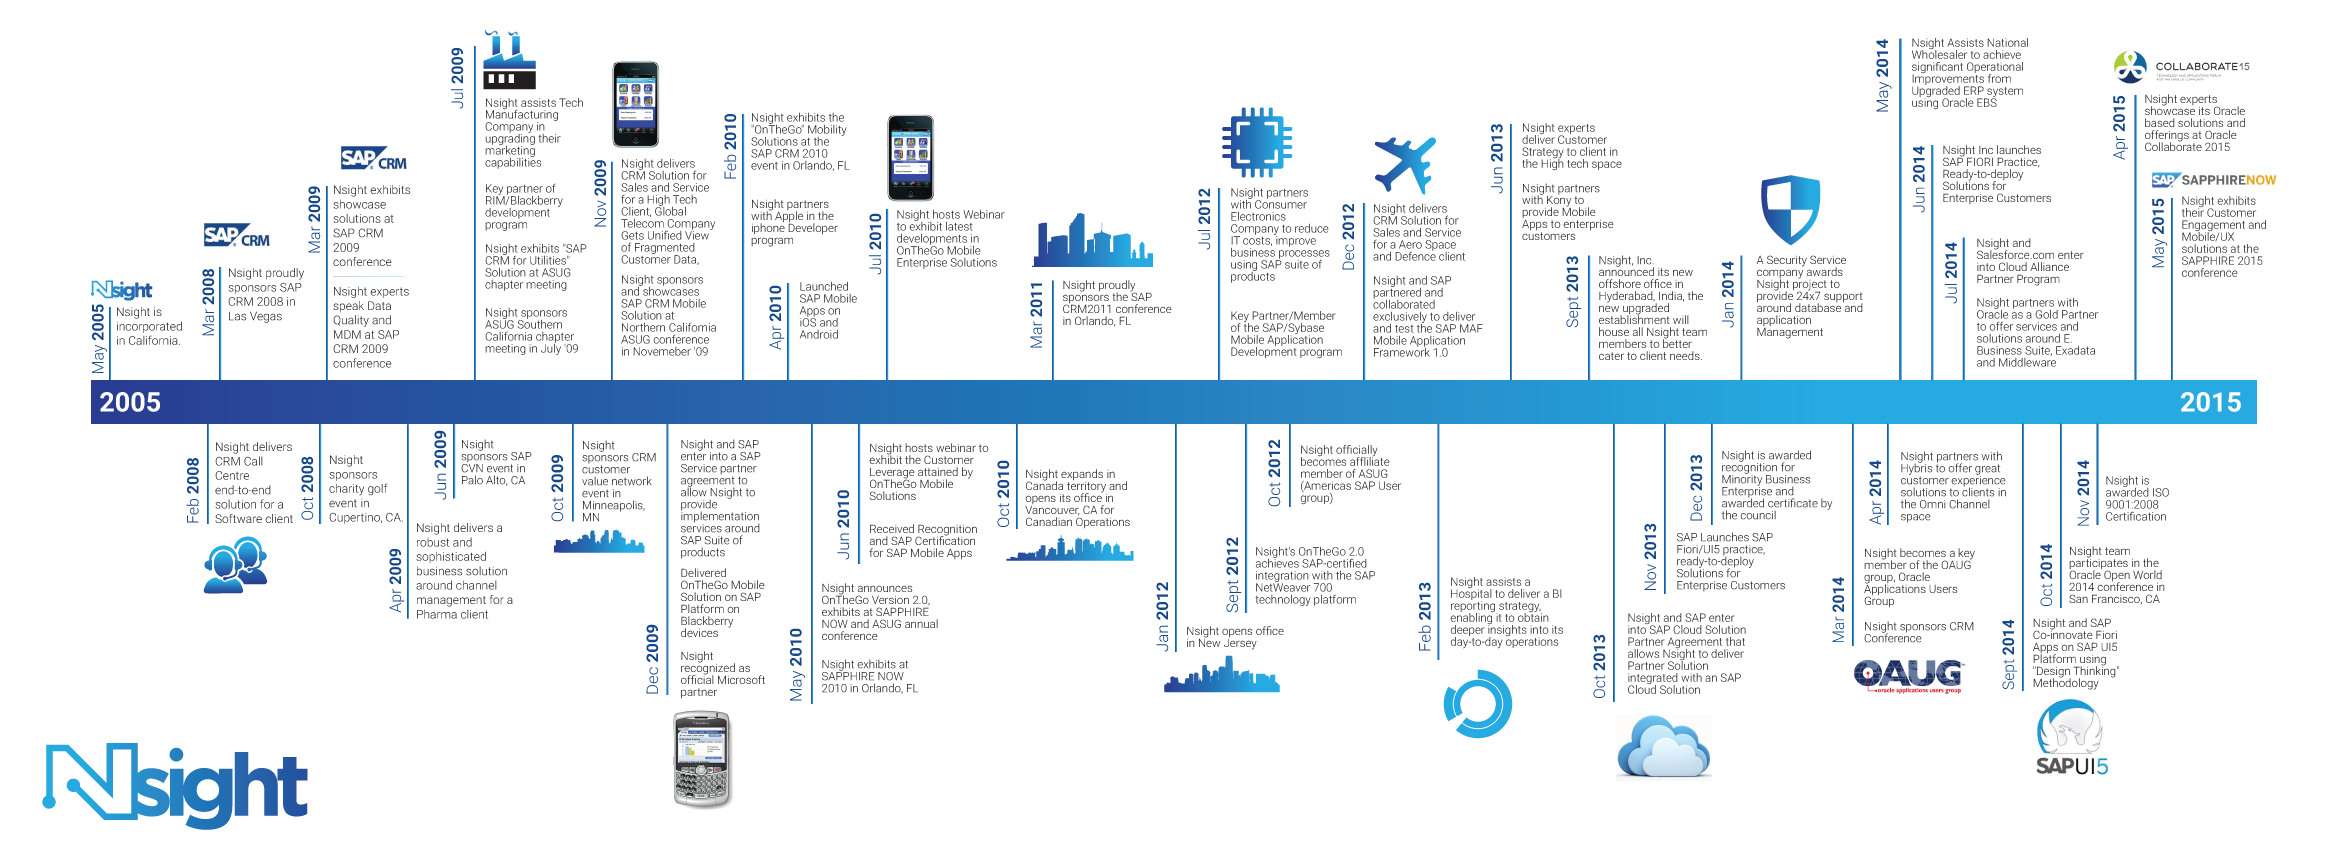 Jul 2009
Nsight assists Tech
Manufacturing
Company in
upgrading their
marketing
capabilities
Key partner of
RIM/Blackberry
development
program
Nsight exhibits "SAP
CRM for Utilities"
Solution at ASUG
chapter meeting
Nsight sponsors
ASUG Southern
California chapter
meeting in July '09
Nsight
May 2005
Nsight is
incorporated
in California.
SAP CRM
Mar 2008
Nsight proudly
sponsors SAP
CRM 2008 in
Las Vegas
SAP CRM
Mar 2009
Nsight exhibits
showcase
solutions at
SAP CRM
2009
conference
Nsight experts
speak Data
Quality and
MDM at SAP
CRM 2009
conference
Nov 2009
Nsight delivers
CRM Solution for
Sales and Service
for a High Tech
Client, Global
Telecom Company
Gets Unified View
of Fragmented
Customer Data,
Nsight sponsors
and showcases
SAP CRM Mobile
Solution at
Northern California
ASUG conference
in Novemeber '09
Feb 2010
Nsight exhibits the
"OnTheGo" Mobility
Solutions at the
SAP CRM 2010
event in Orlando, FL
Nsight partners
with Apple in the
iphone Developer
program
Apr 2010
Launched
SAP Mobile
Apps on
iOS and
Android
Jul 2010
Nsight hosts Webinar
to exhibit latest
developments in
OnTheGo Mobile
Enterprise Solutions
Mar 2011
Nsight proudly
sponsors the SAP
CRM2011 conference
in Orlando, FL
Jul 2012
Nsight partners
with Consumer
Electronics
Company to reduce
IT costs, improve
business processes
using SAP suite of
products
Key Partner/Member
of the SAP/Sybase
Mobile Application
Development program
Dec 2012
Nsight delivers
CRM Solution for
Sales and Service
for a Aero Space
and Defence client
Nsight and SAP
partnered and
collaborated
exclusively to deliver
and test the SAP MAF
Mobile Application
Framework 1.0
Jun 2013
Nsight experts
deliver Customer
Strategy to client in
the High tech space
Nsight partners
with Kony to
provide Mobile
Apps to enterprise
customers
Sept 2013
Nsight, Inc.
announced its new
offshore office in
Hyderabad, India, the
new upgraded
establishment will
house all Nsight team
members to better
cater to client needs.
Jan 2014
A Security Service
company awards
Nsight project to
provide 24x7 support
around database and
application
Management
May 2014
Nsight Assists National
Wholesaler to achieve
significant Operational
Improvements from
Upgraded ERP system
using Oracle EBS
Jun 2014
Nsight Inc launches
SAP FIORI Practice,
Ready-to-deploy
Solutions for
Enterprise Customers
Jul 2014
Nsight and
Salesforce.com enter
into Cloud Alliance
Partner Program
Nsight partners with
Oracle as a Gold Partner
to offer services and
solutions around E.
Business Suite, Exadata
and Middleware
COLLABORATE15
Apr 2015
Nsight experts
showcase its Oracle
based solutions and
offerings at Oracle
Collaborate 2015
SAP SAPPHIRENOW
May 2015
Nsight exhibits
their Customer
Engagement and
Mobile/UX
solutions at the
SAPPHIRE 2015
conference
2005
2015
Feb 2008
Nsight delivers
CRM Call
Centre
end-to-end
solution for a
Software client
Oct 2008
Nsight
sponsors
charity golf
event in
Cupertino, CA.
Apr 2009
Nsight delivers a
robust and
sophisticated
business solution
around channel
management for a
Pharma client
Jun 2009
Nsight
sponsors SAP
CVN event in
Palo Alto, CA
Oct 2009
Nsight
sponsors CRM
customer
value network
event in
Minneapolis,
MN
Dec 2009
Nsight and SAP
enter into a SAP
Service partner
agreement to
allow Nsight to
provide
implementation
services around
SAP Suite of
products
Delivered
OnTheGo Mobile
Solution on SAP
Platform on
Blackberry
devices
Nsight
recognized as
official Microsoft
partner
May 2010
Nsight announces
OnTheGo Version 2.0,
exhibits at SAPPHIRE
NOW and ASUG annual
conference
Nsight exhibits at
SAPPHIRE NOW
2010 in Orlando, FL
Jun 2010
Nsight hosts webinar to
exhibit the Customer
Leverage attained by
OnTheGo Mobile
Solutions
Received Recognition
and SAP Certification
for SAP Mobile Apps
Oct 2010
Nsight expands in
Canada territory and
opens its office in
Vancouver, CA for
Canadian Operations
Jan 2012
Nsight opens office
in New Jersey
Sept 2012
Nsight's OnTheGo 2.0
achieves SAP-certified
integration with the SAP
NetWeaver 700
technology platform
Oct 2012
Nsight officially
becomes affliliate
member of ASUG
(Americas SAP User
group)
Feb 2013
Nsight assists a
Hospital to deliver a BI
reporting strategy,
enabling it to obtain
deeper insights into its
day-to-day operations
Oct 2013
Nsight and SAP enter
into SAP Cloud Solution
Partner Agreement that
allows Nsight to deliver
Partner Solution
integrated with an SAP
Cloud Solution
Nov 2013
SAP Launches SAP
Fiori/UI5 practice,
ready-to-deploy
Solutions for
Enterprise Customers
Dec 2013
Nsight is awarded
recognition for
Minority Business
Enterprise and
awarded certificate by
the council
Mar 2014
Nsight becomes a key
member of the OAUG
group, Oracle
Applications Users
Group
Nsight sponsors CRM
Conference
OAUG
oracle applications users group
Apr 2014
Nsight partners with
Hybris to offer great
customer experience
solutions to clients in
the Omni Channel
space
Sept 2014
Nsight and SAP
Co-innovate Fiori
Apps on SAP UI5
Platform using
"Design Thinking"
Methodology
SAPUI5
Oct 2014
Nsight team
participates in the
Oracle Open World
2014 conference in
San Francisco, CA
Nov 2014
Nsight is
awarded ISO
9001:2008
Certification
Nsight